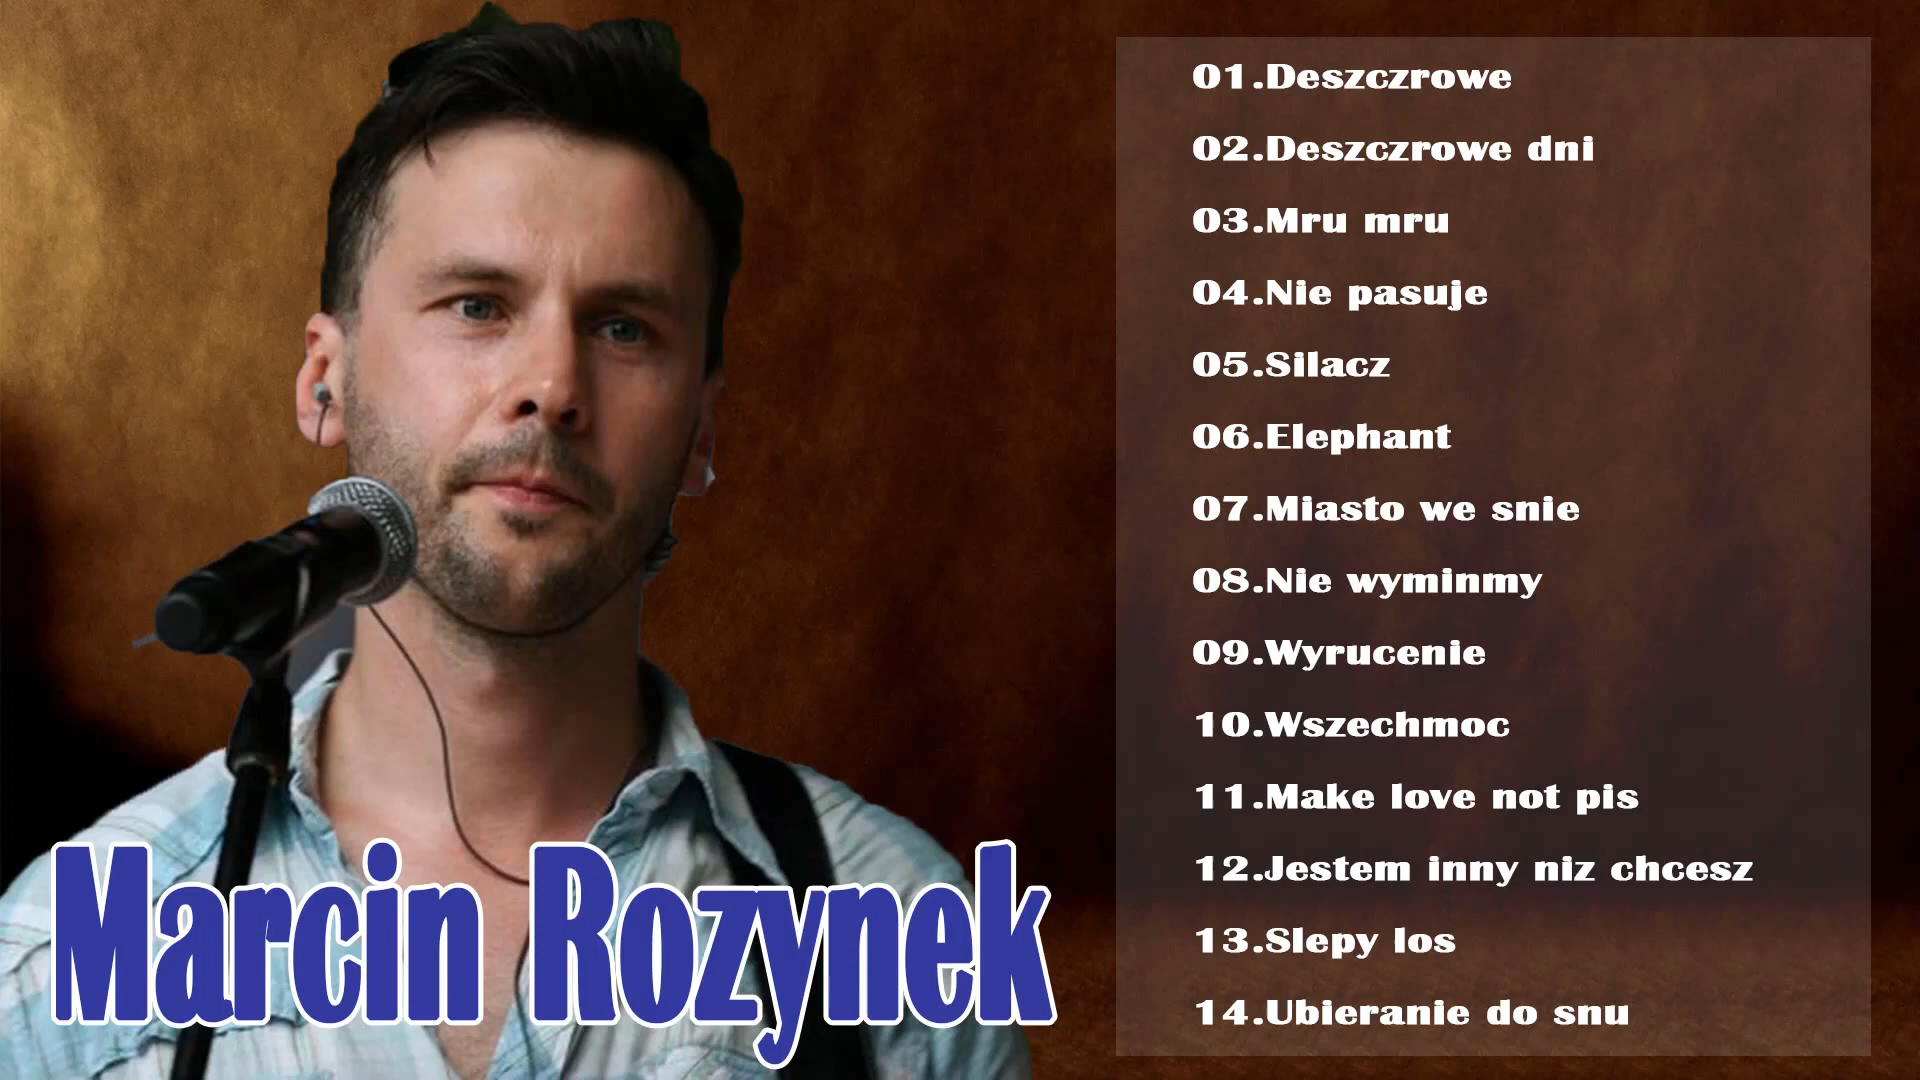 01.Deszczrowe
02.Deszczrowe dni
03.Mru mru
04.Nie pasuje
05.Silacz
06.Elephant
07.Miasto we snie
08.Nie wyminmy
09.Wyrucenie
10.Wszechmoc
11.Make love not pis
12.Jestem inny niz chcesz
13.Slepy los
14.Ubieranie do snu
Marcin Rozynek